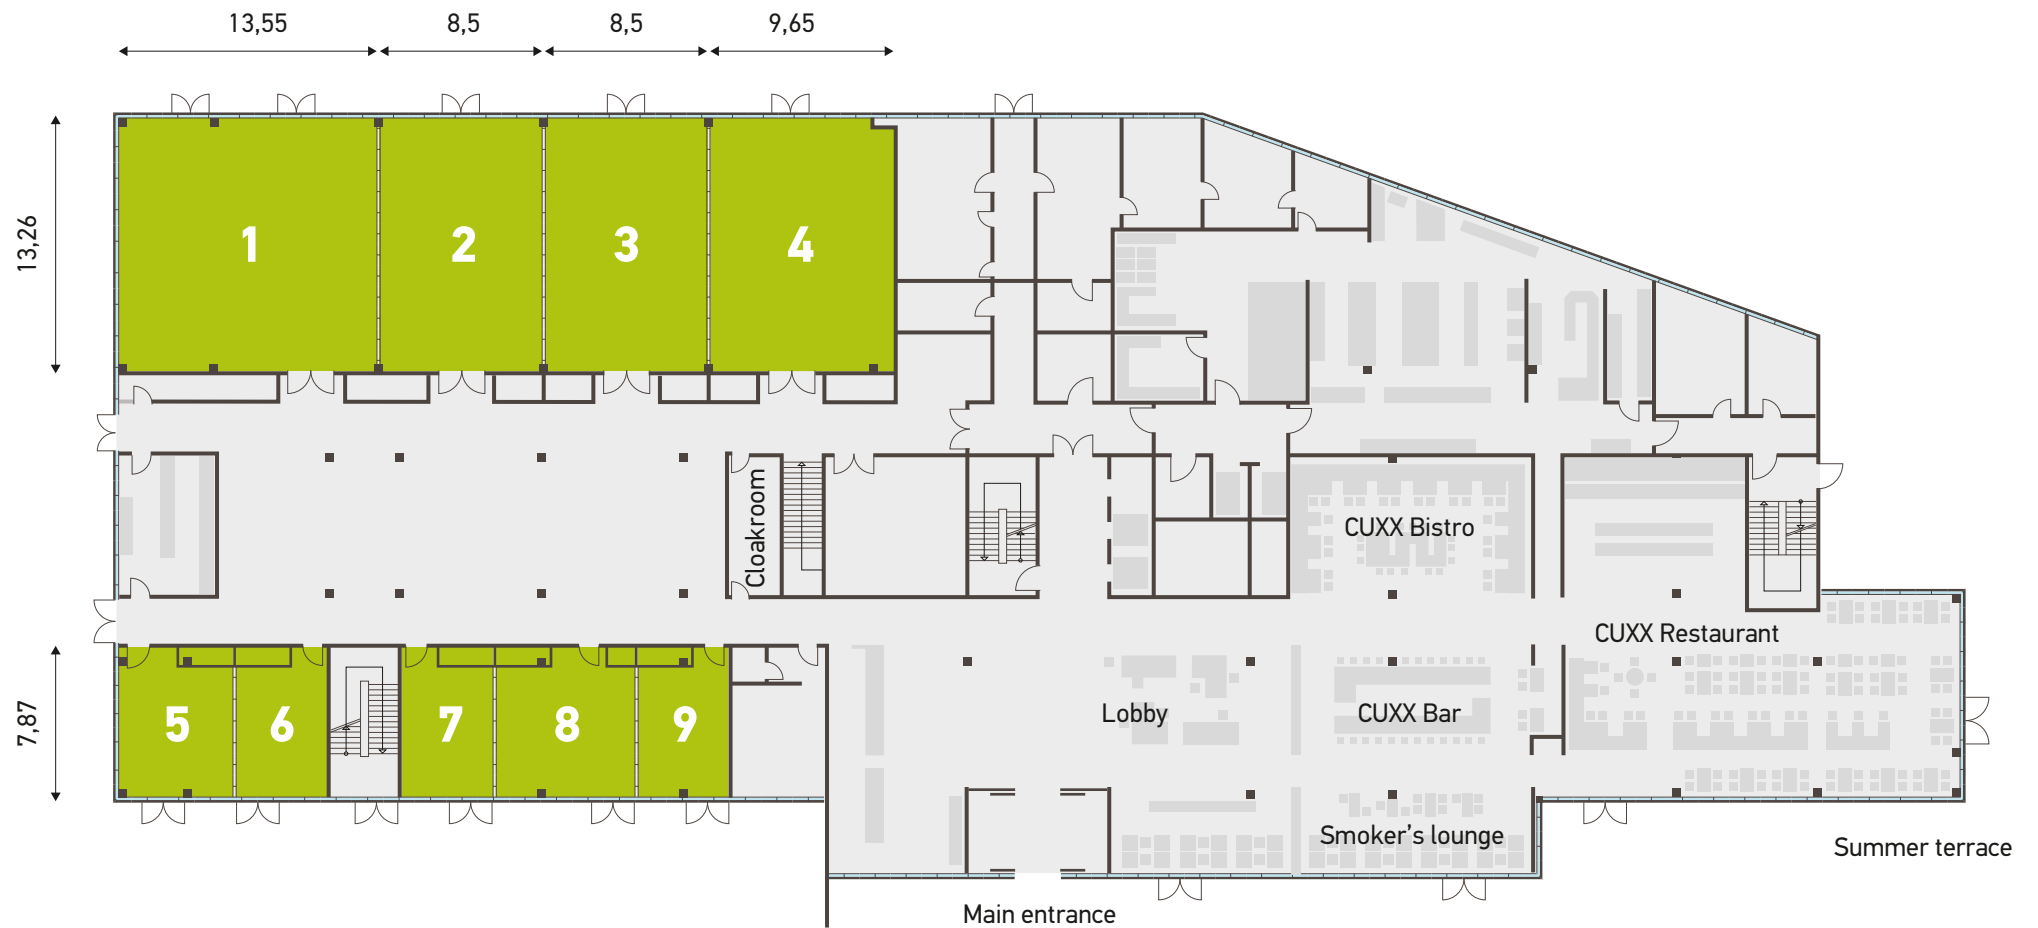 13,55 8,5 8,5 9,65
13,26
1 2 3 4
Cloakroom
CUXX Bistro
CUXX Restaurant
7,87
5 6 7 8 9
Lobby
CUXX Bar
Smoker's lounge
Summer terrace
Main entrance